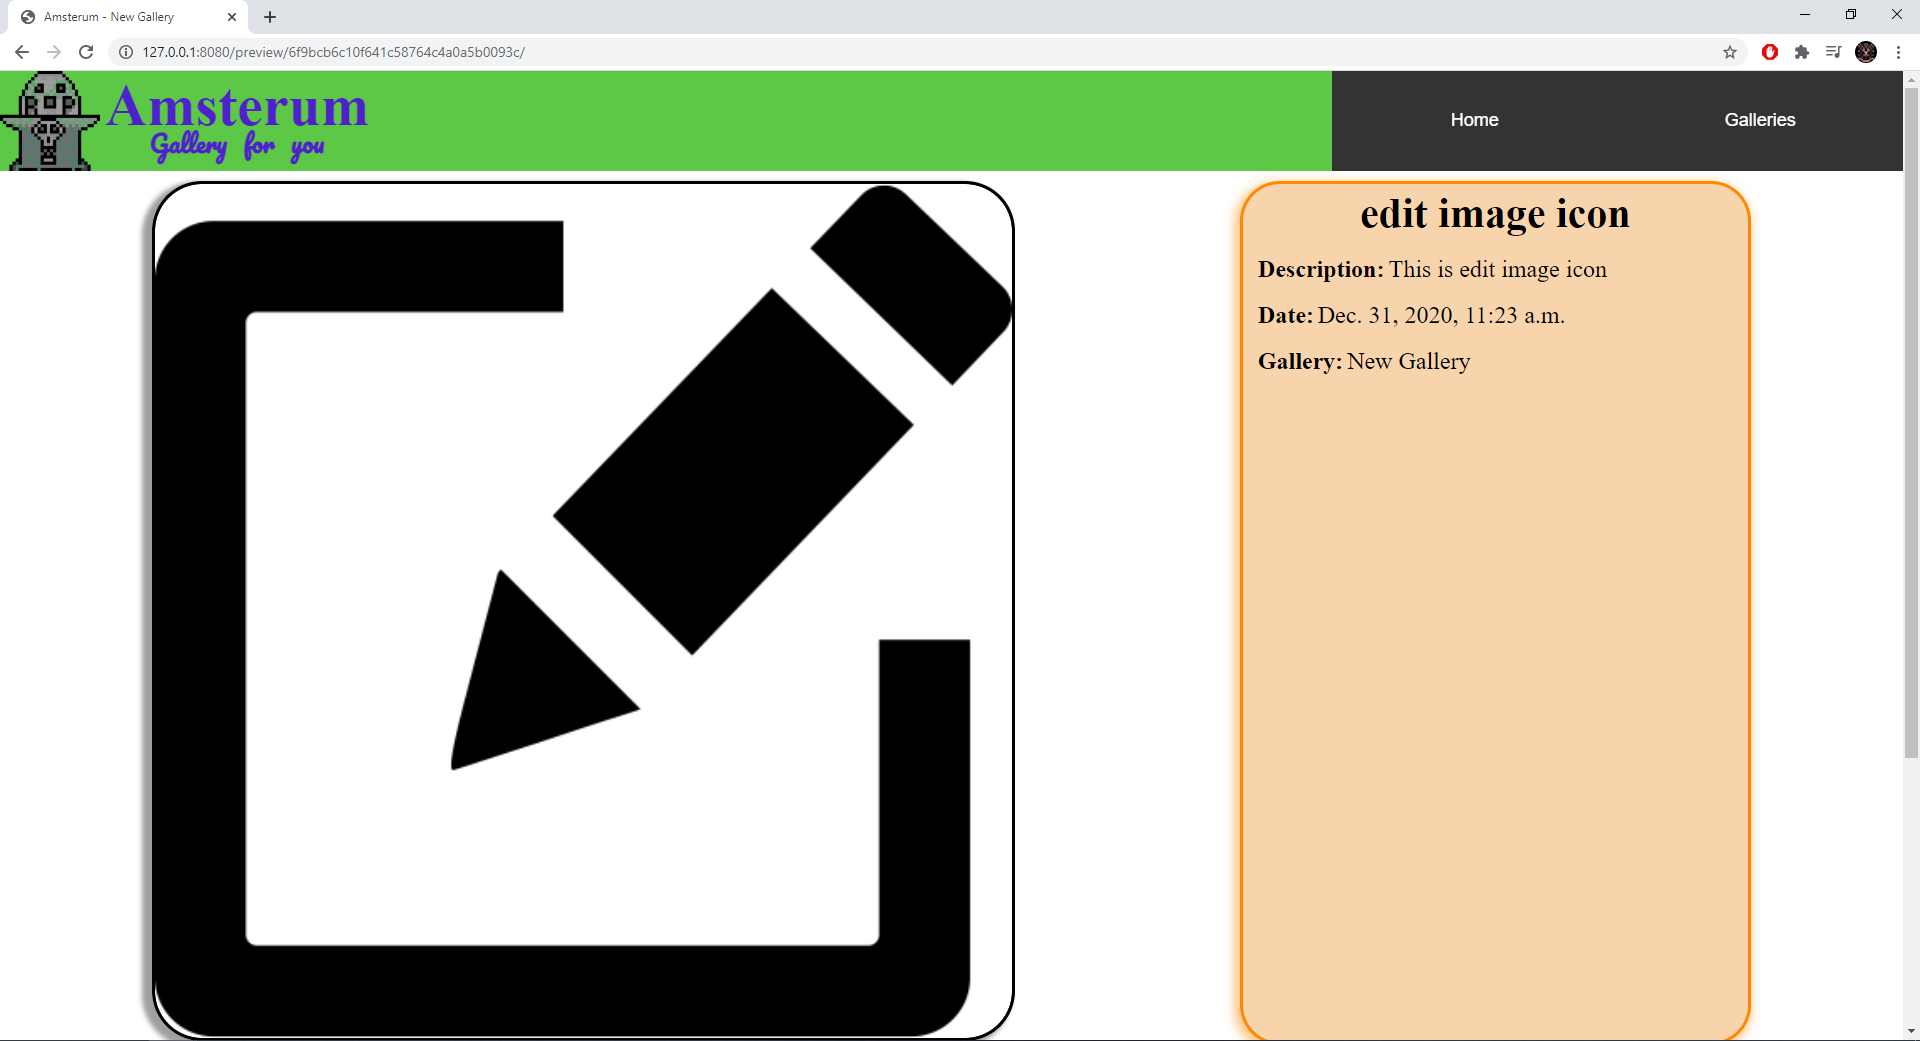 Amsterum - New Gallery
127.0.0.1:8080/preview/6f9bcb6c10f641c58764c4a0a5b0093c/
RIP
Amsterum
Gallery for you
Home
Galleries
edit image icon
Description: This is edit image icon
Date: Dec. 31, 2020, 11:23 a.m.
Gallery: New Gallery